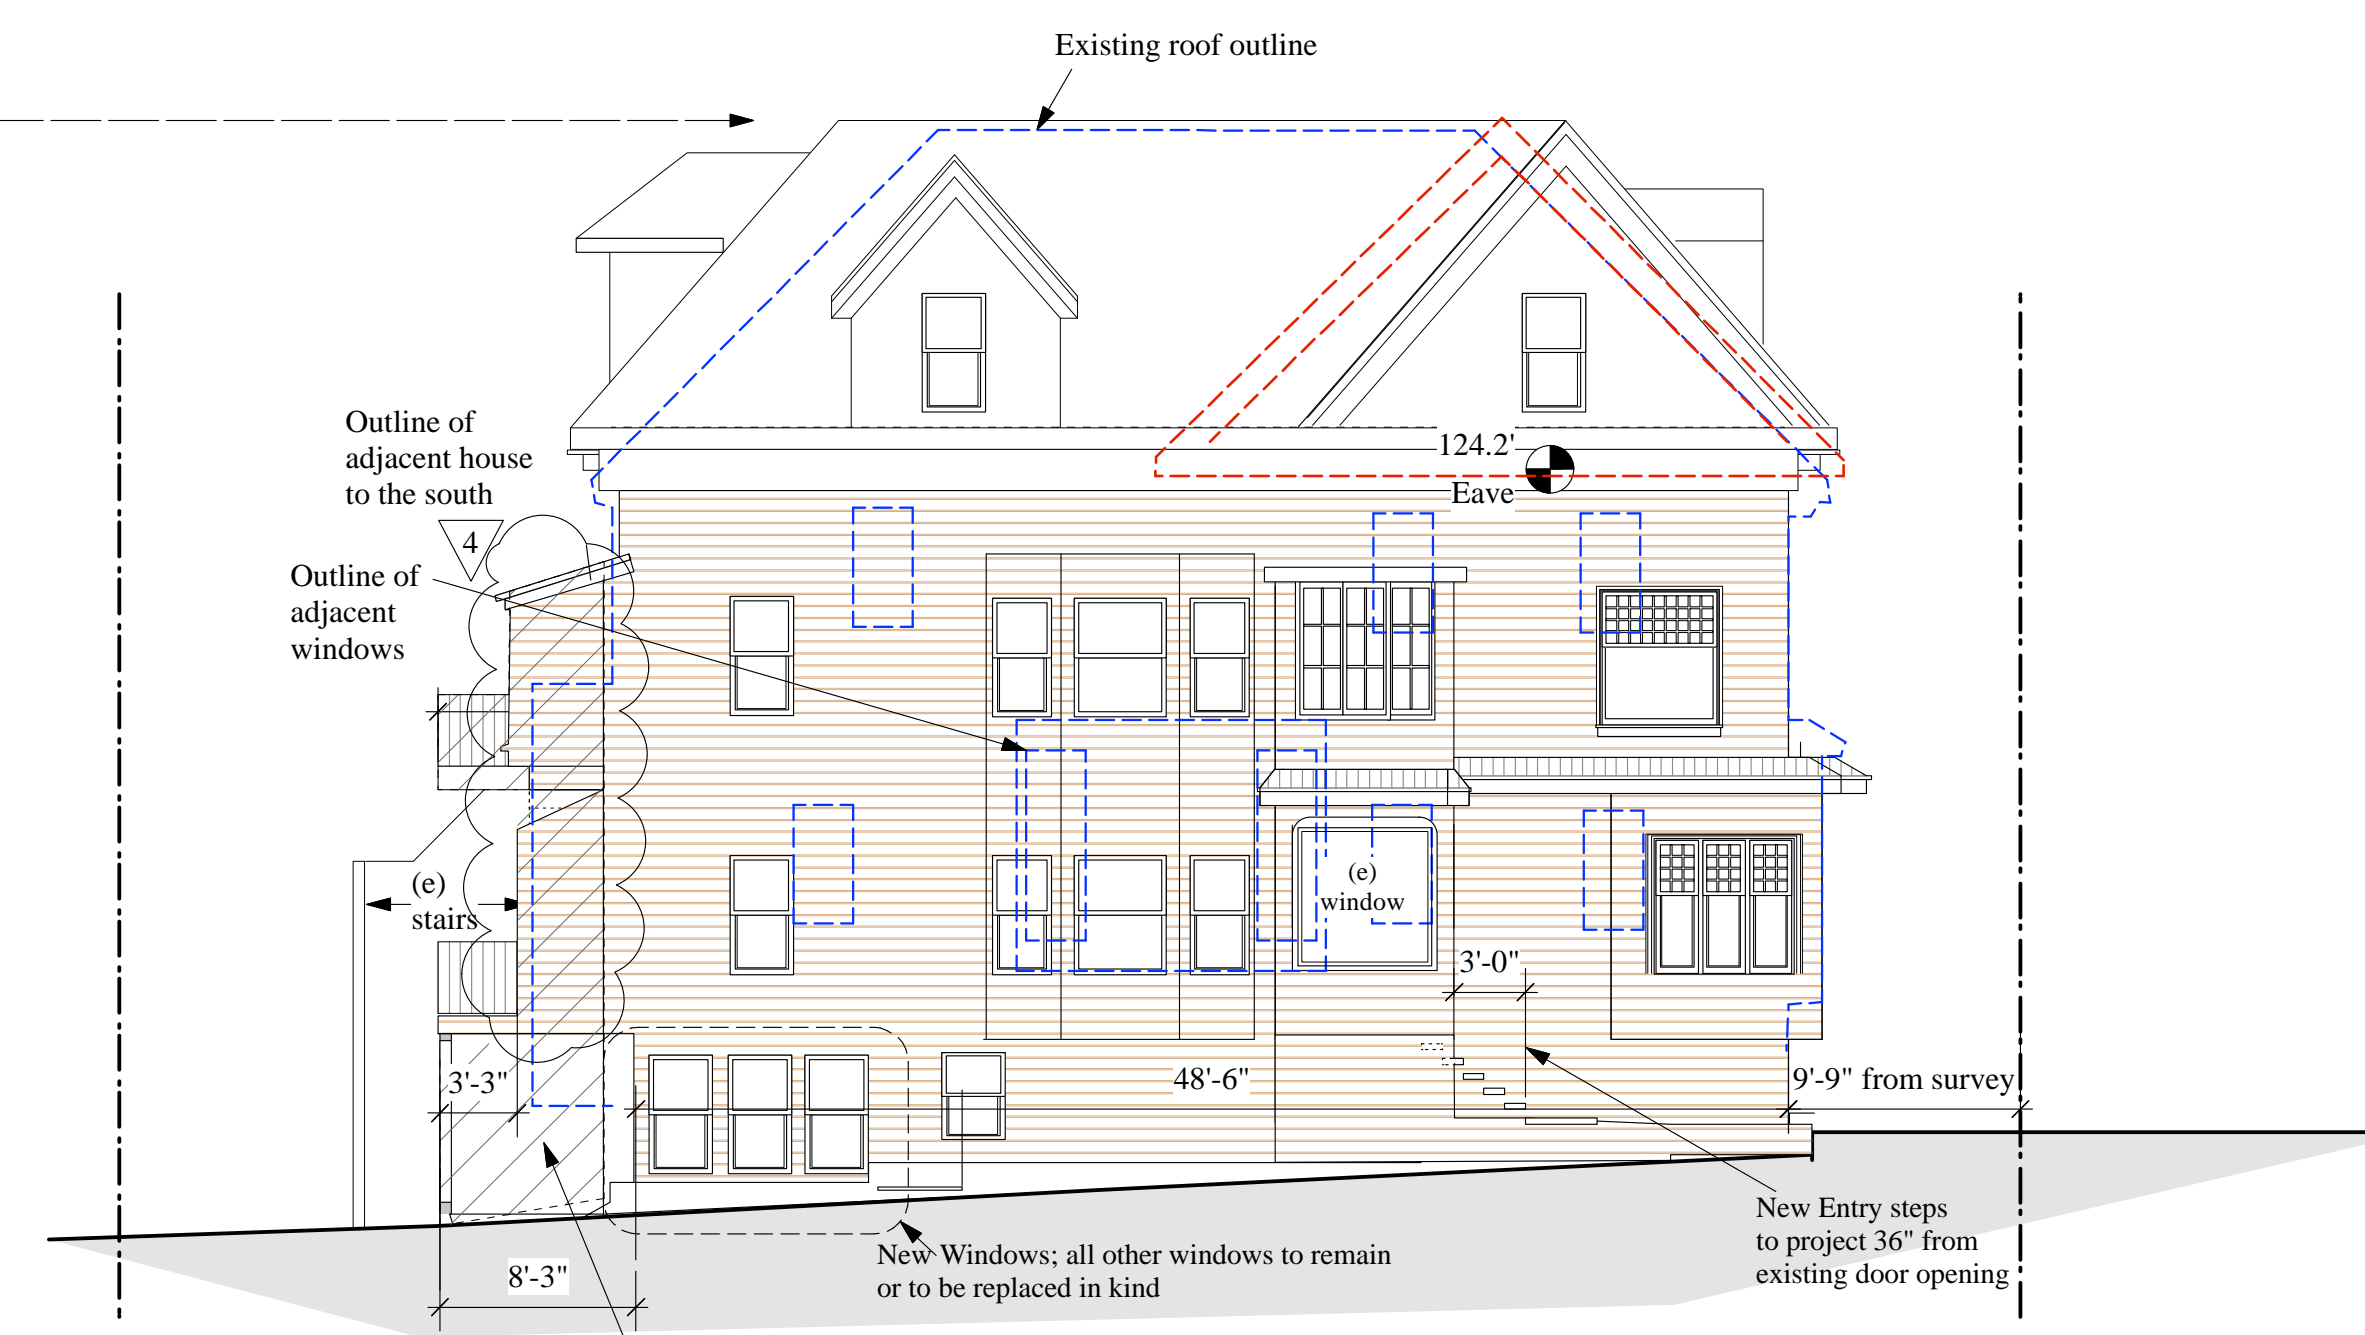 Existing roof outline
Outline of
adjacent house
to the south
124.2'
Eave
4
Outline of
adjacent
windows
(e)
stairs
(e)
window
3'-0"
3'-3"
48'-6"
9'-9" from survey
New Entry steps
to project 36" from
existing door opening
New Windows; all other windows to remain
or to be replaced in kind
8'-3"